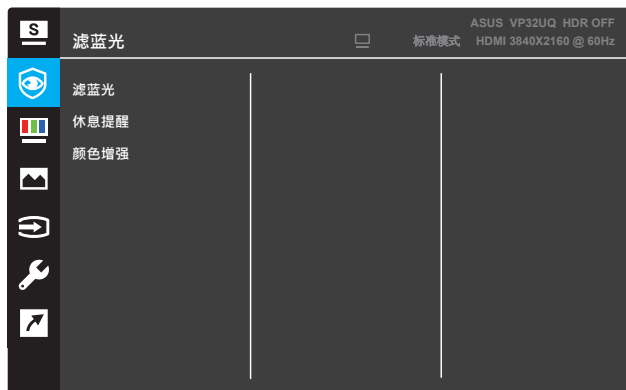 S
滤蓝光
ASUS VP32UQ HDR OFF
标准模式 HDMI 3840X2160 @ 60Hz
滤蓝光
休息提醒
颜色增强